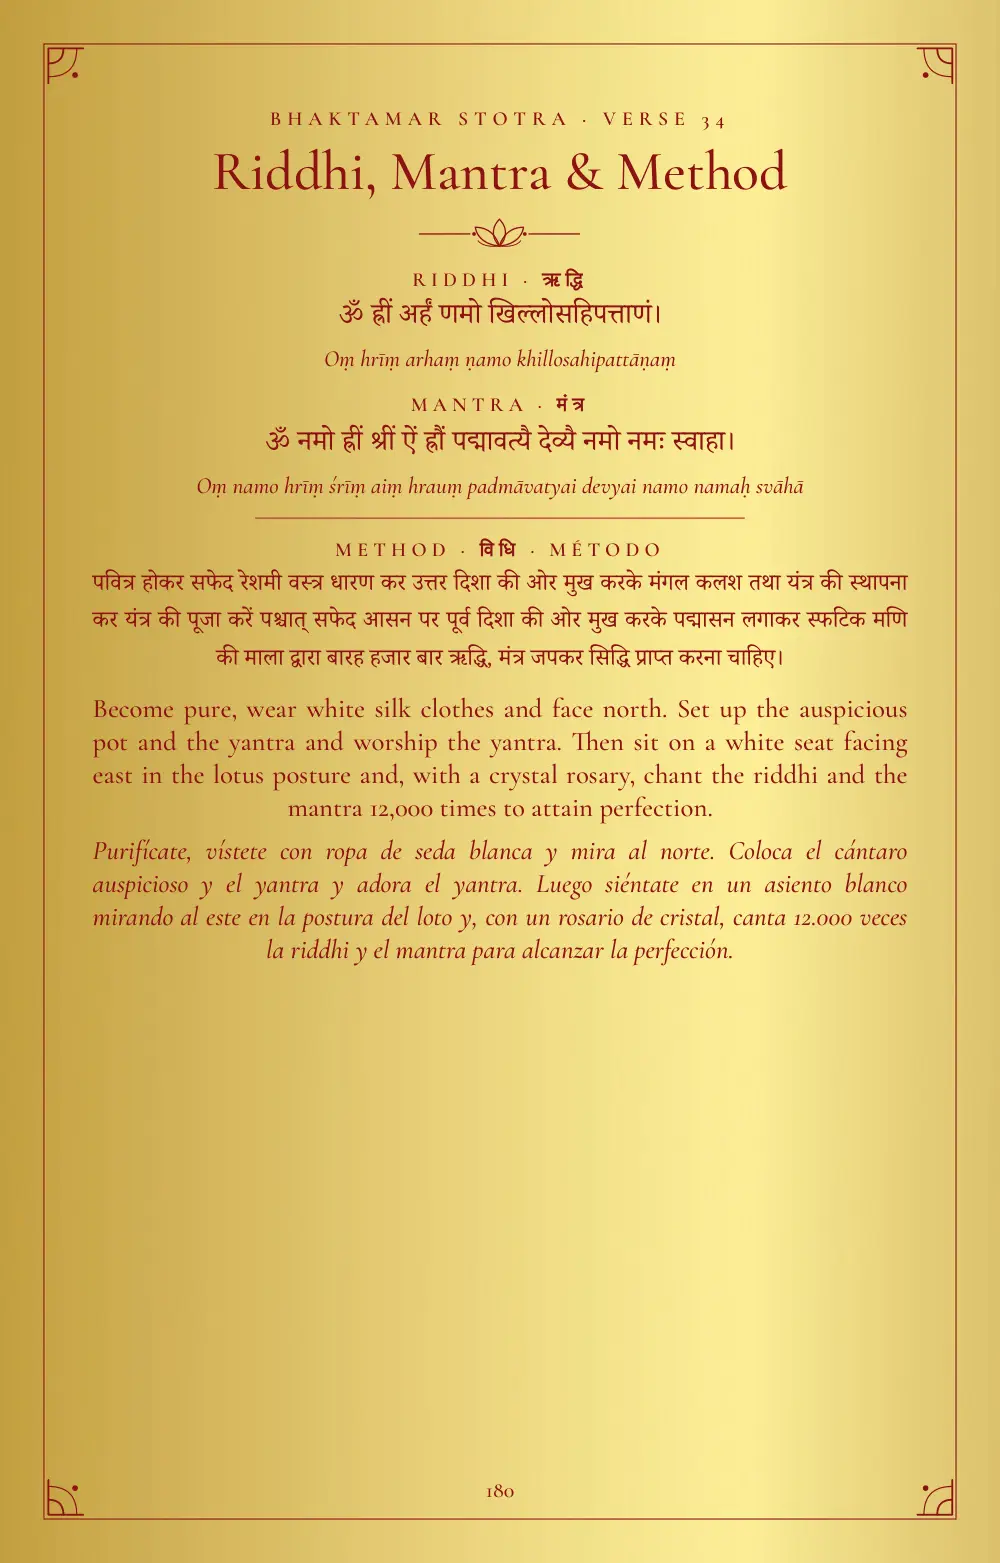 BHAKTAMAR STOTRA · VERSE 34
Riddhi, Mantra & Method
RIDDHI · ऋद्धि
ॐ ह्रीं अर्हं णमो खिल्लोसहिपत्ताणं।
Oṃ hrīṃ arhaṃ ṇamo khillosahipattāṇaṃ
MANTRA · मंत्र
ॐ नमो ह्रीं श्रीं ऐं ह्रौं पद्मावत्यै देव्यै नमो नमः स्वाहा।
Oṃ namo hrīṃ śrīṃ aiṃ hrauṃ padmāvatyai devyai namo namaḥ svāhā
METHOD · विधि · MÉTODO
पवित्र होकर सफेद रेशमी वस्त्र धारण कर उत्तर दिशा की ओर मुख करके मंगल कलश तथा यंत्र की स्थापना
कर यंत्र की पूजा करें पश्चात् सफेद आसन पर पूर्व दिशा की ओर मुख करके पद्मासन लगाकर स्फटिक मणि
की माला द्वारा बारह हजार बार ऋद्धि, मंत्र जपकर सिद्धि प्राप्त करना चाहिए।
Become pure, wear white silk clothes and face north. Set up the auspicious
pot and the yantra and worship the yantra. Then sit on a white seat facing
east in the lotus posture and, with a crystal rosary, chant the riddhi and the
mantra 12,000 times to attain perfection.
Purifícate, vístete con ropa de seda blanca y mira al norte. Coloca el cántaro
auspicioso y el yantra y adora el yantra. Luego siéntate en un asiento blanco
mirando al este en la postura del loto y, con un rosario de cristal, canta 12.000 veces
la riddhi y el mantra para alcanzar la perfección.
180